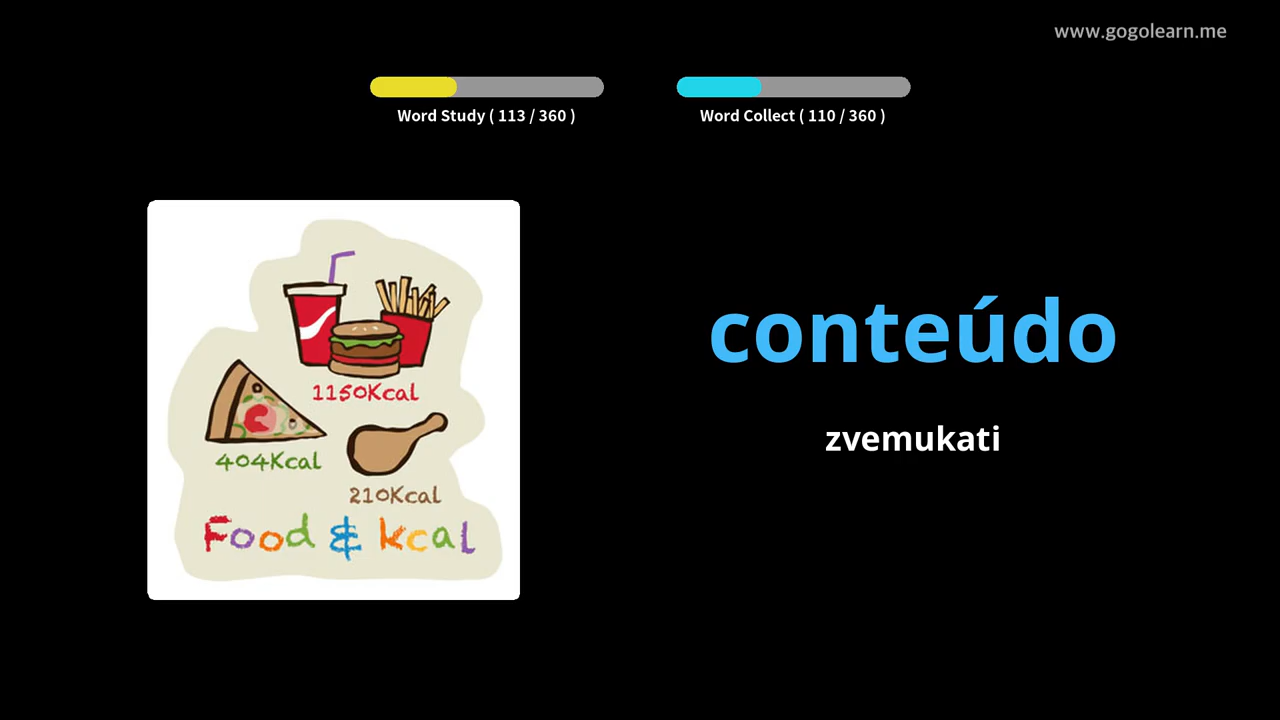 www.gogolearn.me
Word Study ( 113 / 360 )
Word Collect ( 110 / 360 )
1150Kcal
404Kcal
210Kcal
Food & kcal
conteúdo
zvemukati